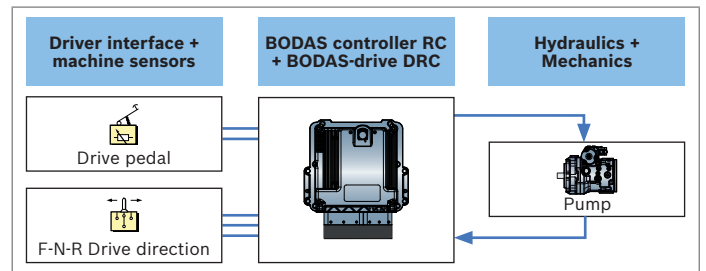 Driver interface +
machine sensors
BODAS controller RC
+ BODAS-drive DRC
Hydraulics +
Mechanics
Drive pedal
F-N-R Drive direction
Pump